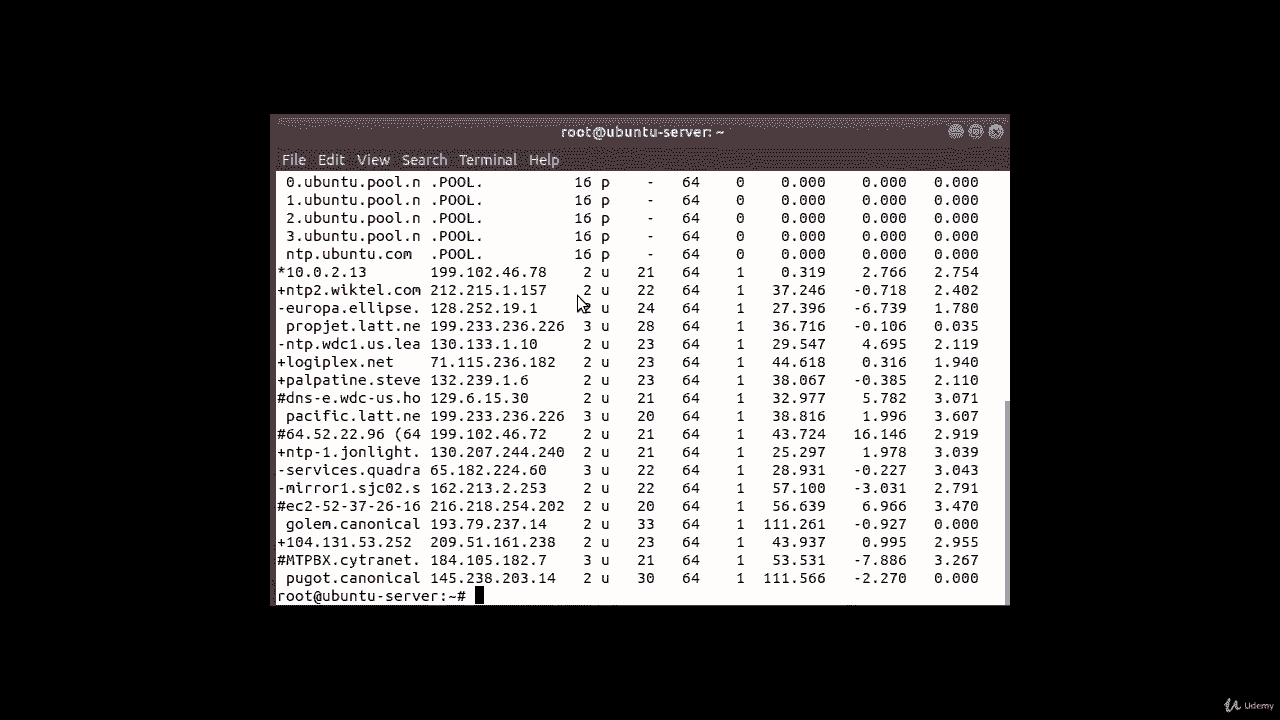 root@ubuntu-server: ~
File Edit View Search Terminal Help
0.ubuntu.pool.n .POOL. 16 p - 64 0 0.000 0.000 0.000
1.ubuntu.pool.n .POOL. 16 p - 64 0 0.000 0.000 0.000
2.ubuntu.pool.n .POOL. 16 p - 64 0 0.000 0.000 0.000
3.ubuntu.pool.n .POOL. 16 p - 64 0 0.000 0.000 0.000
ntp.ubuntu.com .POOL. 16 p - 64 0 0.000 0.000 0.000
*10.0.2.13 199.102.46.78 2 u 21 64 1 0.319 2.766 2.754
+ntp2.wiktel.com 212.215.1.157 2 u 22 64 1 37.246 -0.718 2.402
-europa.ellipse. 128.252.19.1 2 u 24 64 1 27.396 -6.739 1.780
propjet.latt.ne 199.233.236.226 3 u 28 64 1 36.716 -0.106 0.035
-ntp.wdc1.us.lea 130.133.1.10 2 u 23 64 1 29.547 4.695 2.119
+logiplex.net 71.115.236.182 2 u 23 64 1 44.618 0.316 1.940
+palpatine.steve 132.239.1.6 2 u 23 64 1 38.067 -0.385 2.110
#dns-e.wdc-us.ho 129.6.15.30 2 u 21 64 1 32.977 5.782 3.071
pacific.latt.ne 199.233.236.226 3 u 20 64 1 38.816 1.996 3.607
#64.52.22.96 (64 199.102.46.72 2 u 21 64 1 43.724 16.146 2.919
+ntp-1.jonlight. 130.207.244.240 2 u 21 64 1 25.297 1.978 3.039
-services.quadra 65.182.224.60 3 u 22 64 1 28.931 -0.227 3.043
-mirror1.sjc02.s 162.213.2.253 2 u 22 64 1 57.100 -3.031 2.791
#ec2-52-37-26-16 216.218.254.202 2 u 20 64 1 56.639 6.966 3.470
golem.canonical 193.79.237.14 2 u 33 64 1 111.261 -0.927 0.000
+104.131.53.252 209.51.161.238 2 u 23 64 1 43.937 0.995 2.955
#MTPBX.cytranet. 184.105.182.7 3 u 21 64 1 53.531 -7.886 3.267
pugot.canonical 145.238.203.14 2 u 30 64 1 111.566 -2.270 0.000
root@ubuntu-server:~#
Udemy